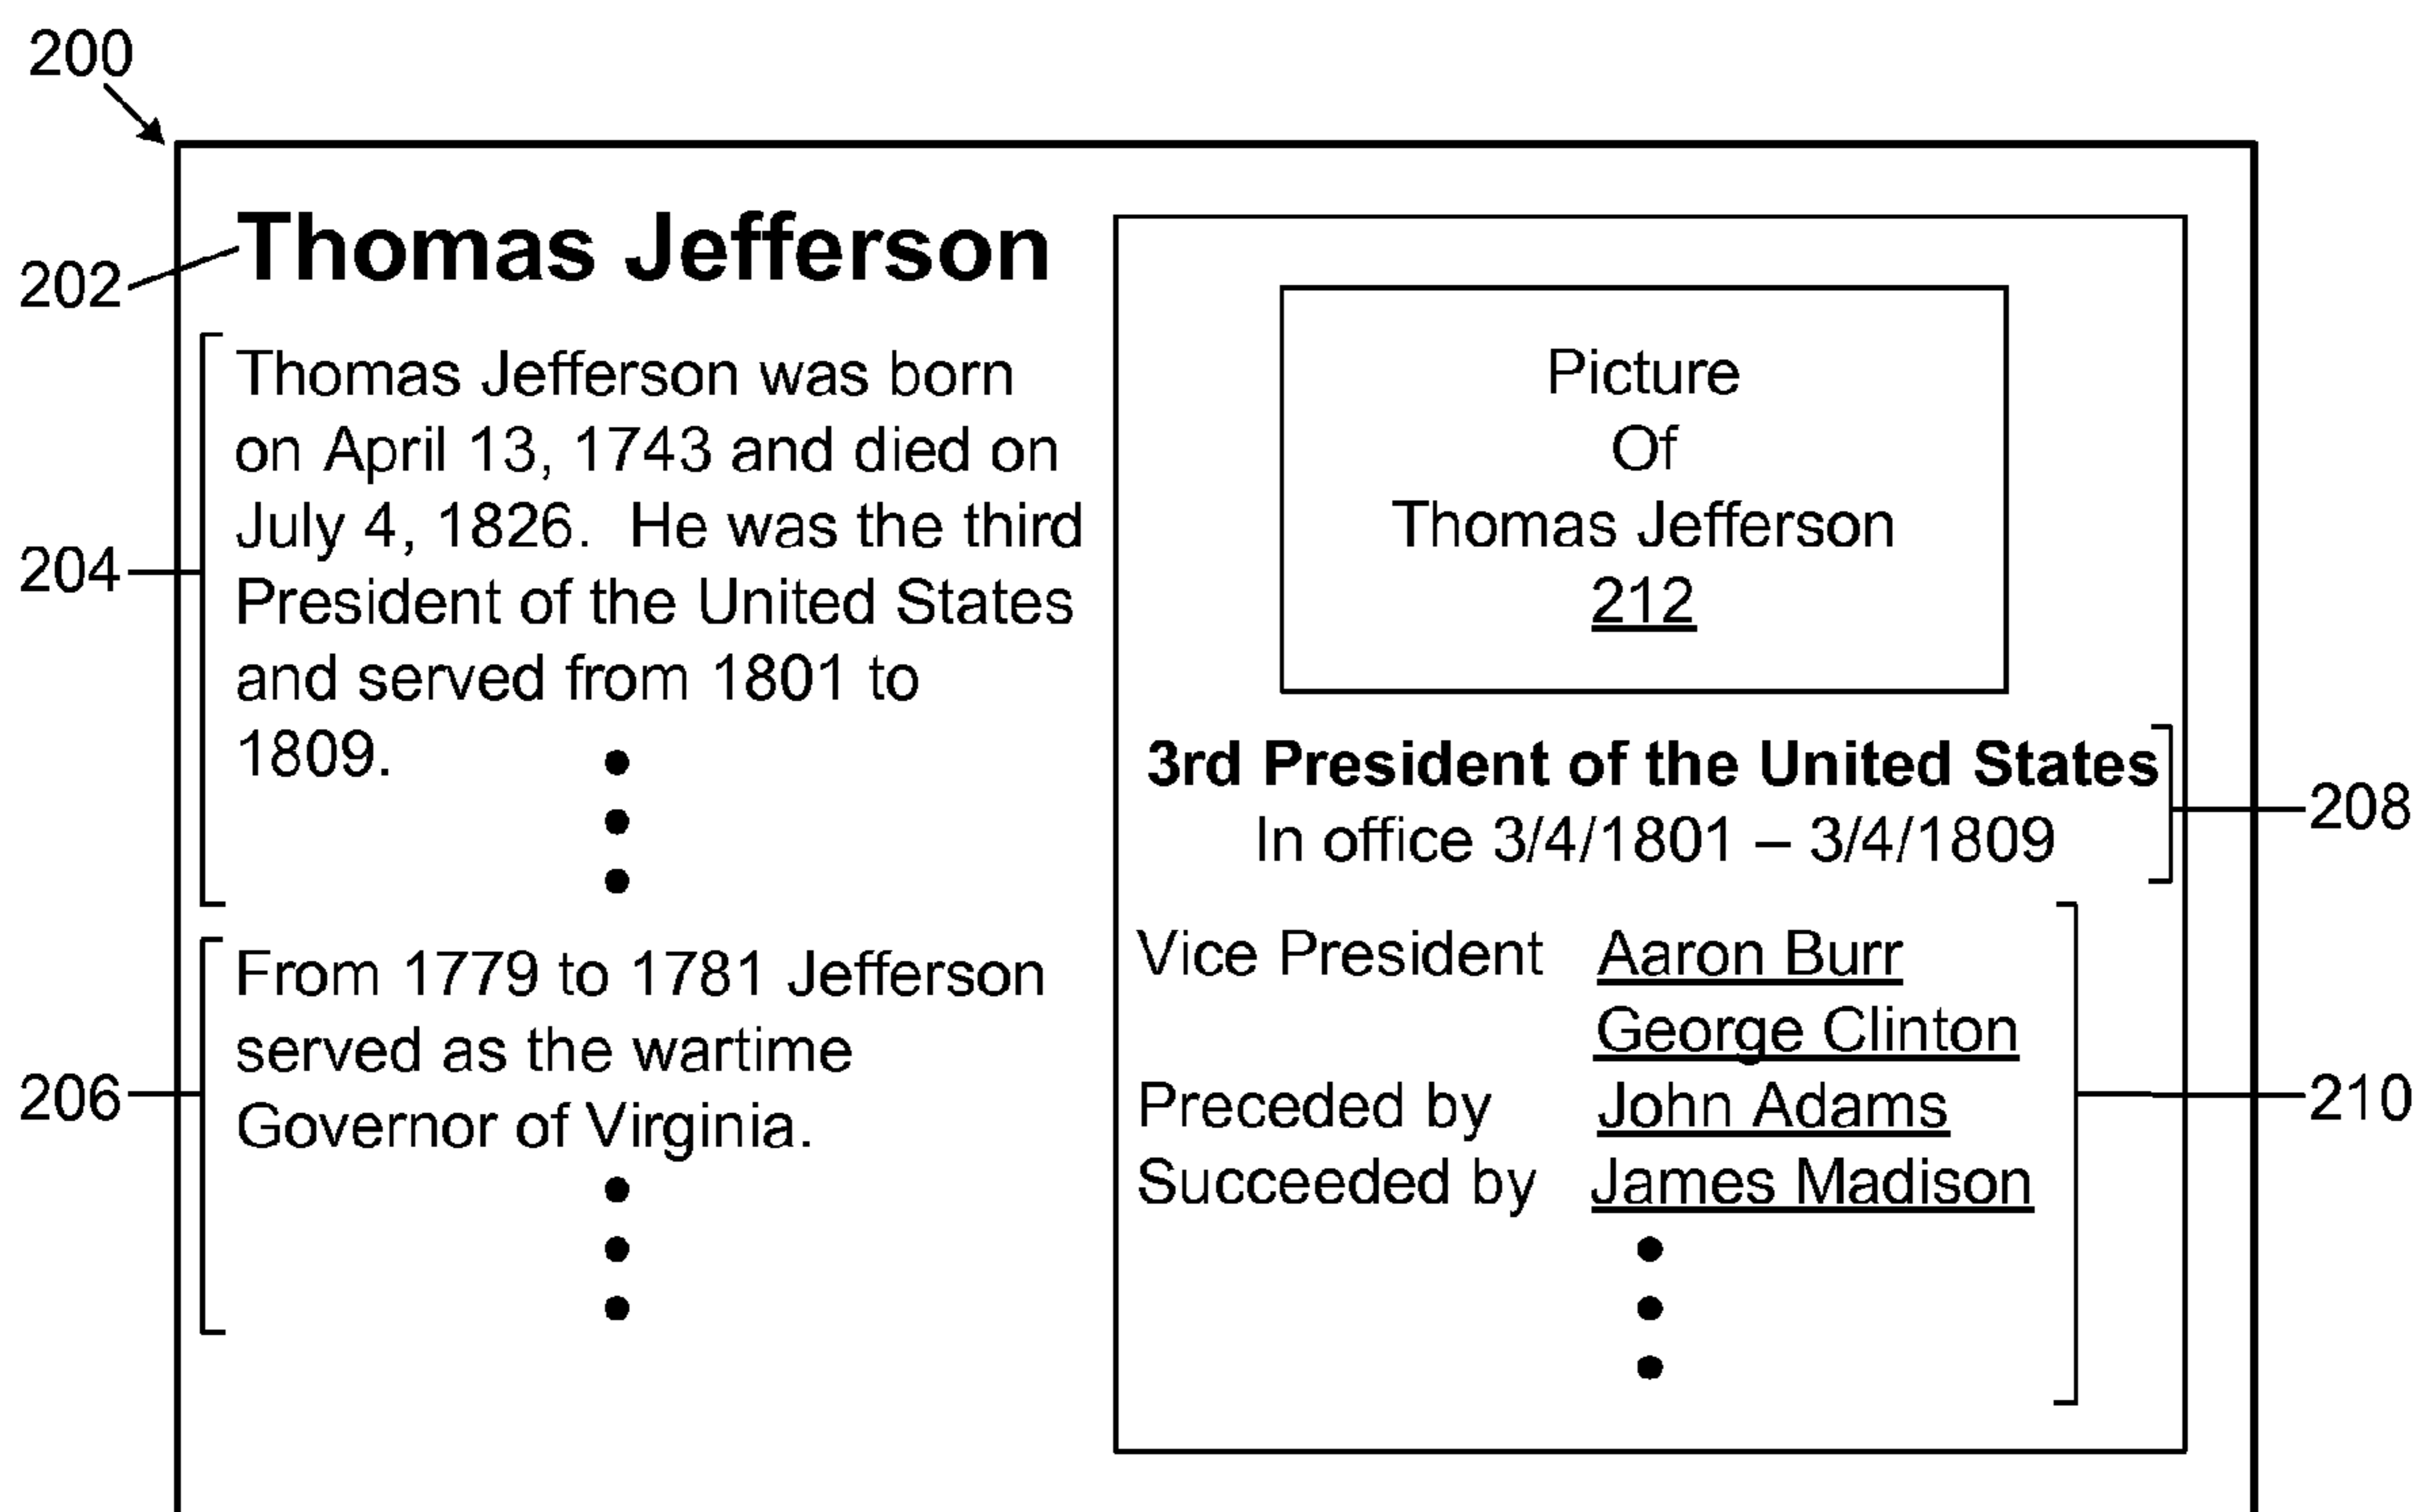 200
202
Thomas Jefferson
204
Thomas Jefferson was born
on April 13, 1743 and died on
July 4, 1826.  He was the third
President of the United States
and served from 1801 to
1809.
206
From 1779 to 1781 Jefferson
served as the wartime
Governor of Virginia.
Picture
Of
Thomas Jefferson
212
3rd President of the United States
In office 3/4/1801 – 3/4/1809
208
Vice President Aaron Burr
George Clinton
Preceded by John Adams
Succeeded by James Madison
210